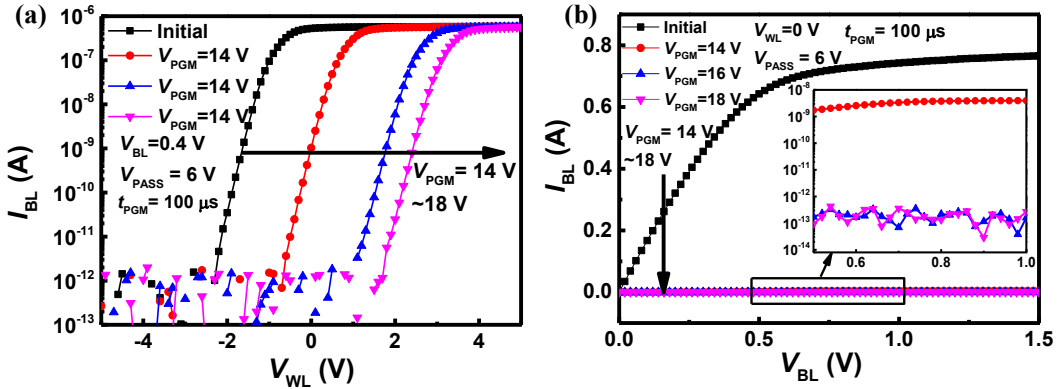 (a)
Initial
V_PGM=14 V
V_PGM=14 V
V_PGM=14 V
V_BL=0.4 V
V_PASS = 6 V
t_PGM = 100 μs
V_PGM= 14 V
~18 V
10^-6
10^-7
10^-8
10^-9
10^-10
10^-11
10^-12
10^-13
I_BL (A)
-4 -2 0 2 4
V_WL (V)
(b)
Initial
V_PGM=14 V
V_PGM=16 V
V_PGM=18 V
V_WL=0 V t_PGM= 100 μs
V_PASS= 6 V
V_PGM= 14 V
~18 V
0.8
0.6
0.4
0.2
0.0
I_BL (A)
0.0 0.5 1.0 1.5
V_BL (V)
10^-8
10^-9
10^-10
10^-11
10^-12
10^-13
10^-14
0.6 0.8 1.0